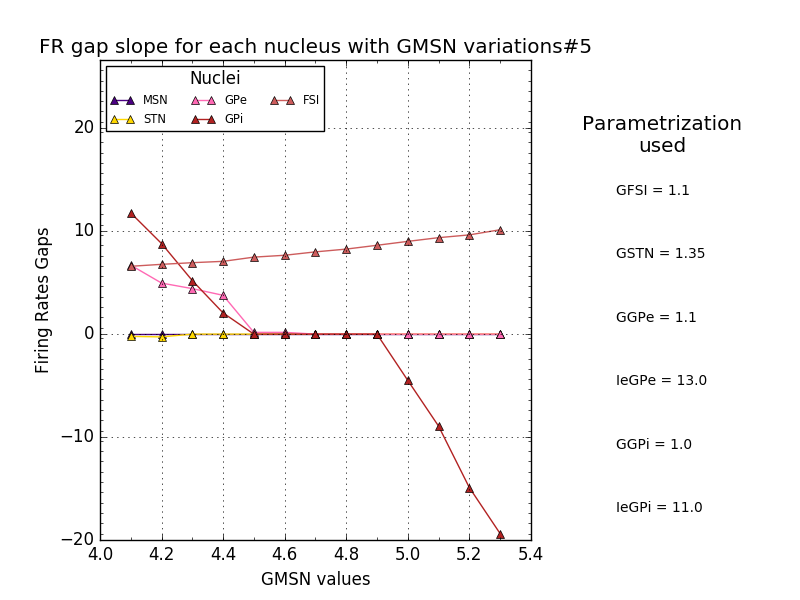 FR gap slope for each nucleus with GMSN variations#5
Nuclei
MSN
GPe
FSI
STN
GPi
20
10
0
−10
−20
Firing Rates Gaps
4.0
4.2
4.4
4.6
4.8
5.0
5.2
5.4
GMSN values
Parametrization
used
GFSI = 1.1
GSTN = 1.35
GGPe = 1.1
IeGPe = 13.0
GGPi = 1.0
IeGPi = 11.0